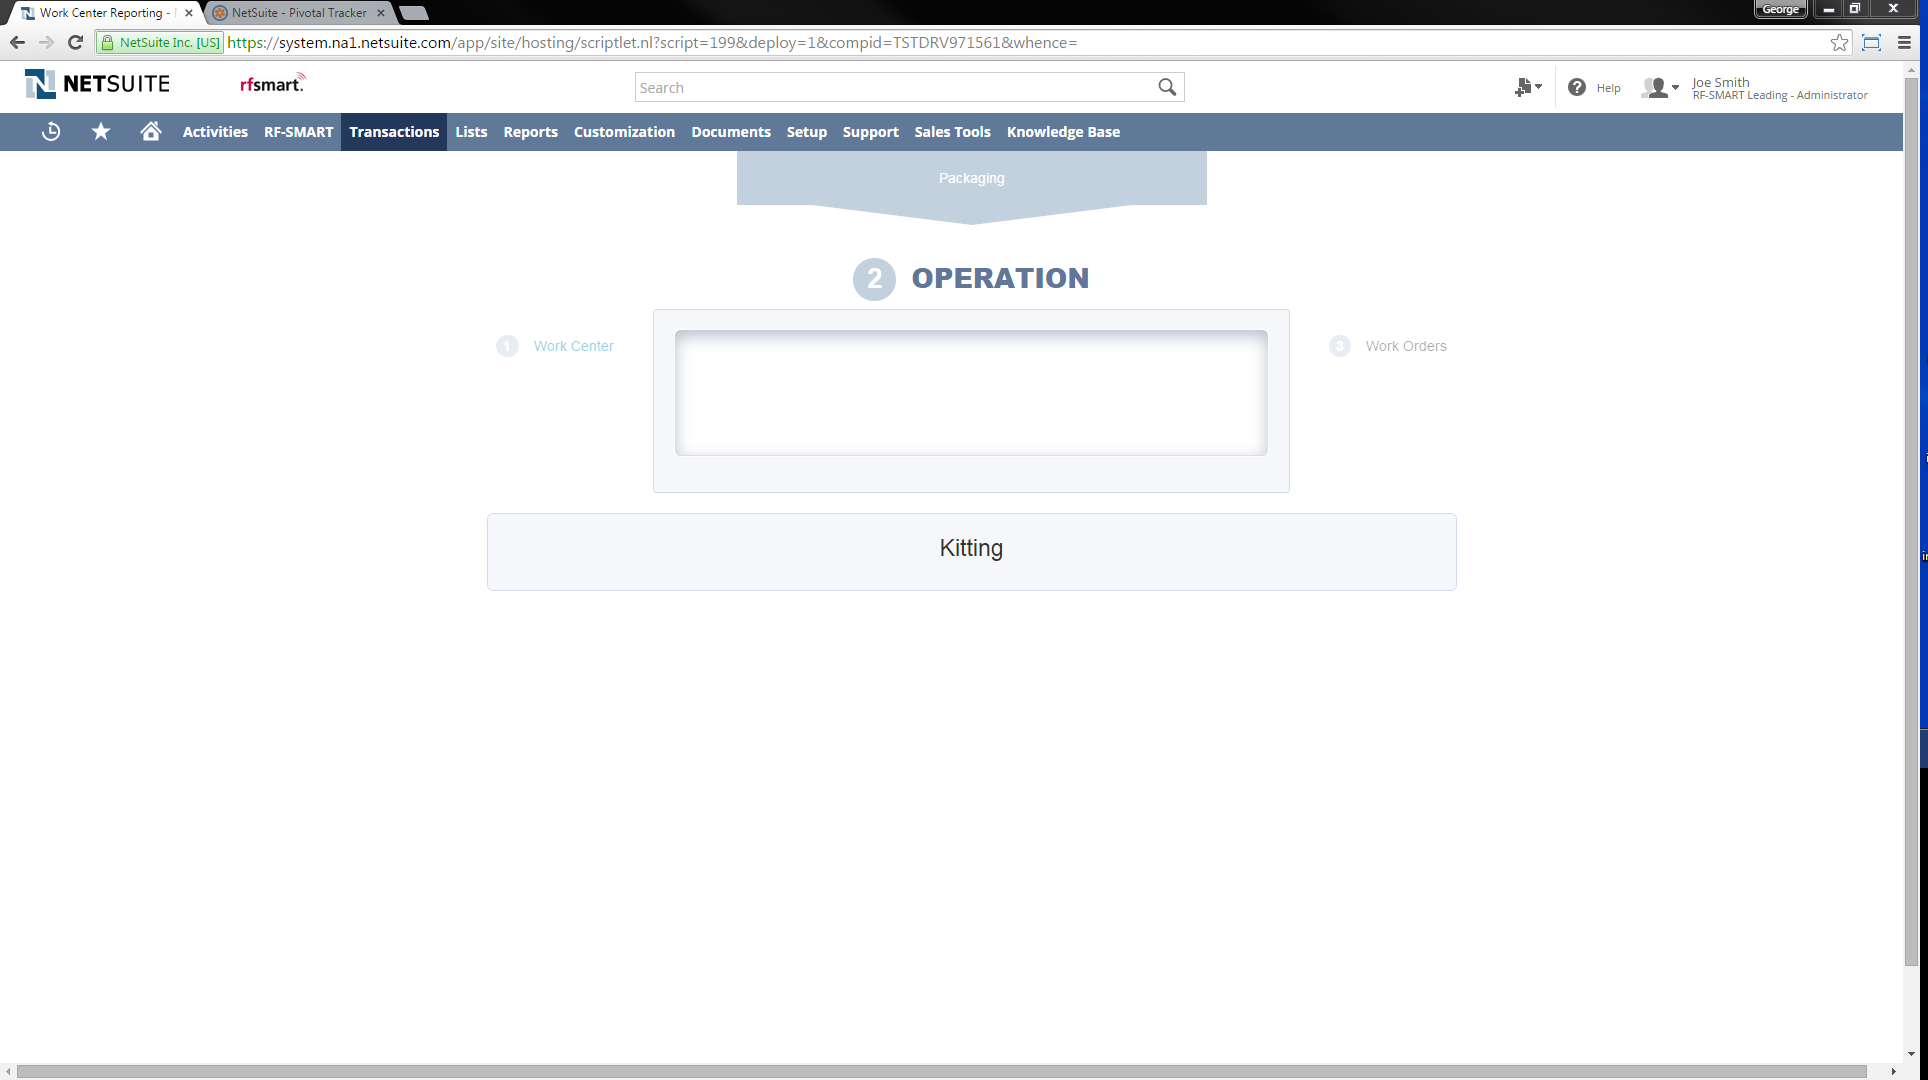 Work Center Reporting -
NetSuite - Pivotal Tracker
George
NetSuite Inc. [US]
https://system.na1.netsuite.com/app/site/hosting/scriptlet.nl?script=199&deploy=1&compid=TSTDRV971561&whence=
NETSUITE
rfsmart.
Search
Help
Joe Smith
RF-SMART Leading - Administrator
Activities RF-SMART Transactions Lists Reports Customization Documents Setup Support Sales Tools Knowledge Base
Packaging
2 OPERATION
1 Work Center
3 Work Orders
Kitting